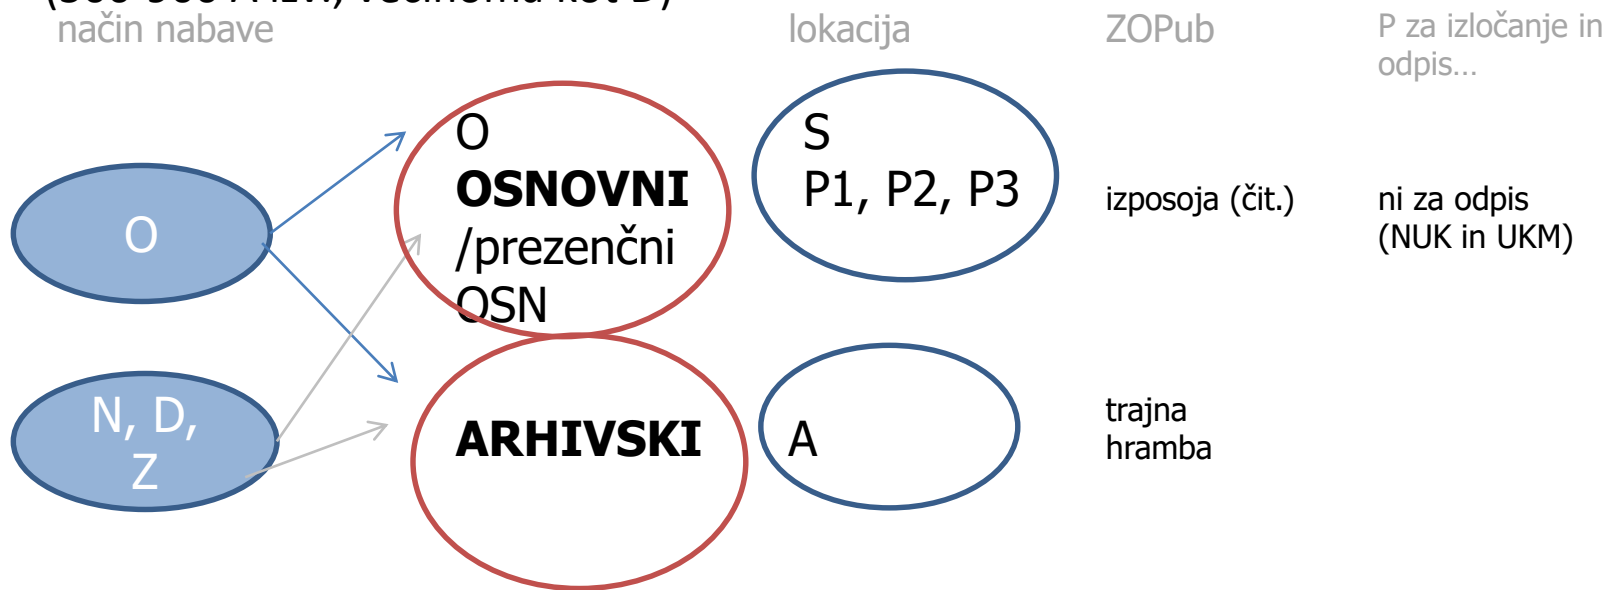 način nabave
lokacija
ZOPub
P za izločanje in
odpis...
O
O
OSNOVNI
/prezenčni
OSN
S
P1, P2, P3
izposoja (čit.)
ni za odpis
(NUK in UKM)
N, D,
Z
ARHIVSKI
A
trajna
hramba